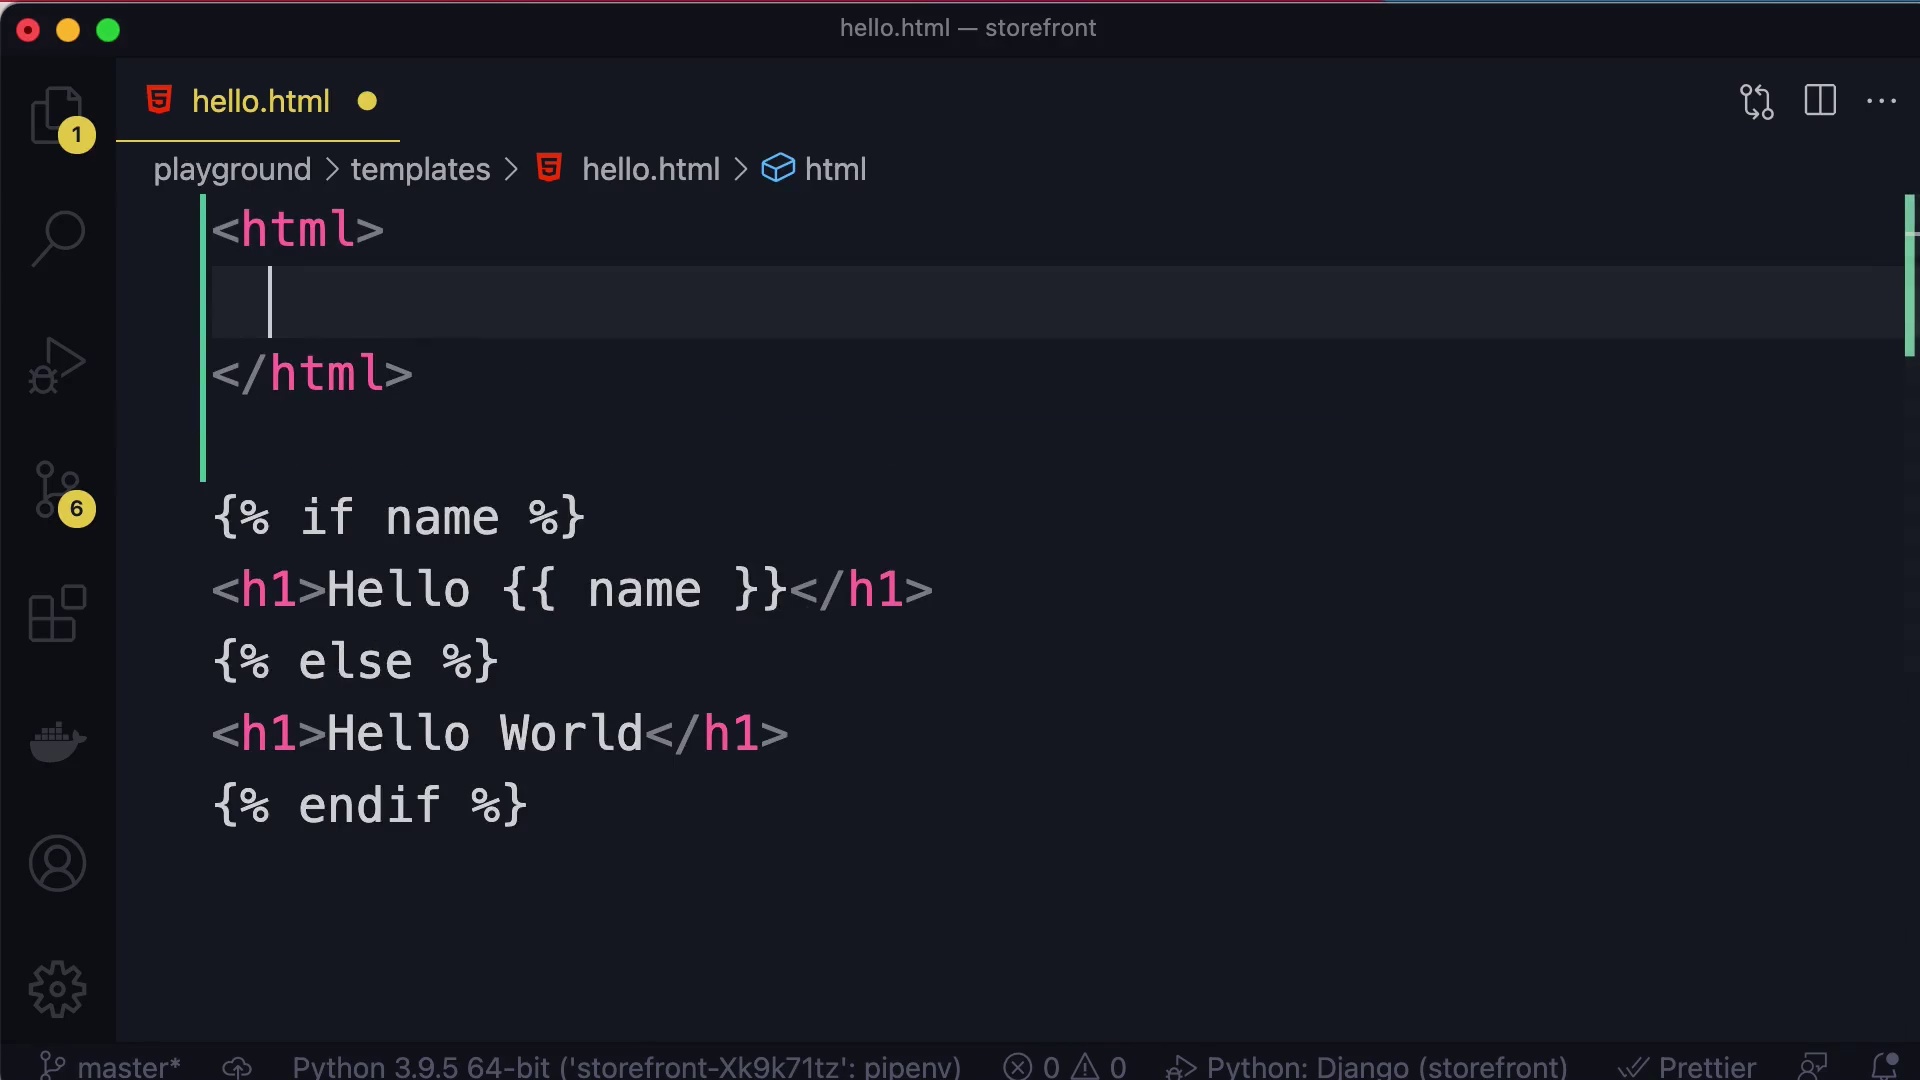 hello.html — storefront
hello.html
1
playground > templates > hello.html > html
<html>
</html>
6
{% if name %}
<h1>Hello {{ name }}</h1>
{% else %}
<h1>Hello World</h1>
{% endif %}
master* Python 3.9.5 64-bit ('storefront-Xk9k71tz': pipenv) 0 0 Python: Django (storefront) Prettier